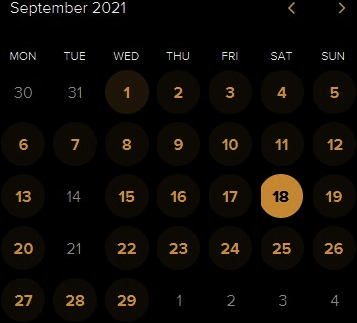 September 2021
MON TUE WED THU FRI SAT SUN
30 31 1 2 3 4 5
6 7 8 9 10 11 12
13 14 15 16 17 18 19
20 21 22 23 24 25 26
27 28 29 1 2 3 4